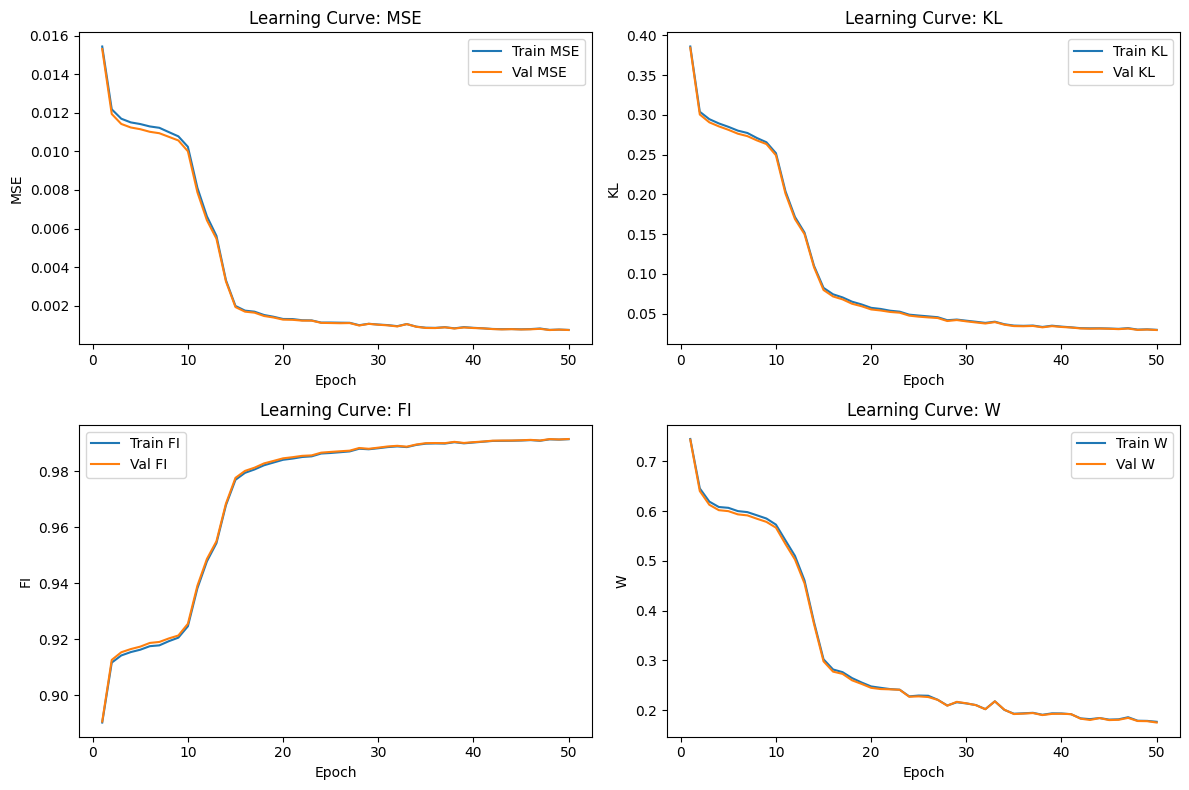 Learning Curve: MSE
0.016
0.014
0.012
0.010
0.008
0.006
0.004
0.002
MSE
Train MSE
Val MSE
0 10 20 30 40 50
Epoch
Learning Curve: KL
0.40
0.35
0.30
0.25
0.20
0.15
0.10
0.05
KL
Train KL
Val KL
0 10 20 30 40 50
Epoch
Learning Curve: FI
0.98
0.96
0.94
0.92
0.90
FI
Train FI
Val FI
0 10 20 30 40 50
Epoch
Learning Curve: W
0.7
0.6
0.5
0.4
0.3
0.2
W
Train W
Val W
0 10 20 30 40 50
Epoch